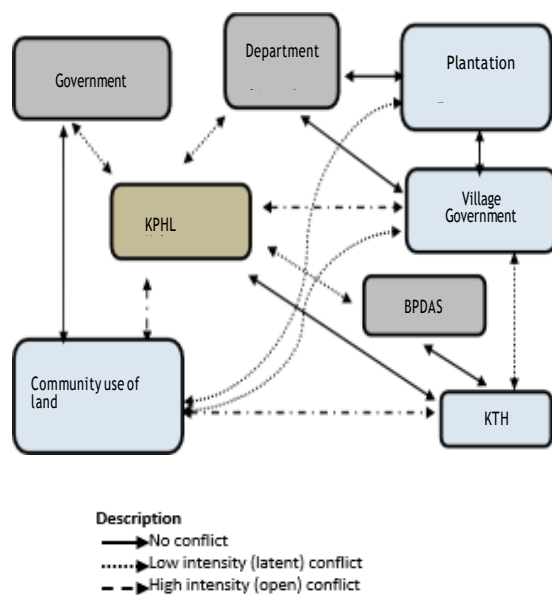 Government
Department
Plantation
KPHL
Village
Government
BPDAS
Community use of
land
KTH
Description
No conflict
Low intensity (latent) conflict
High intensity (open) conflict